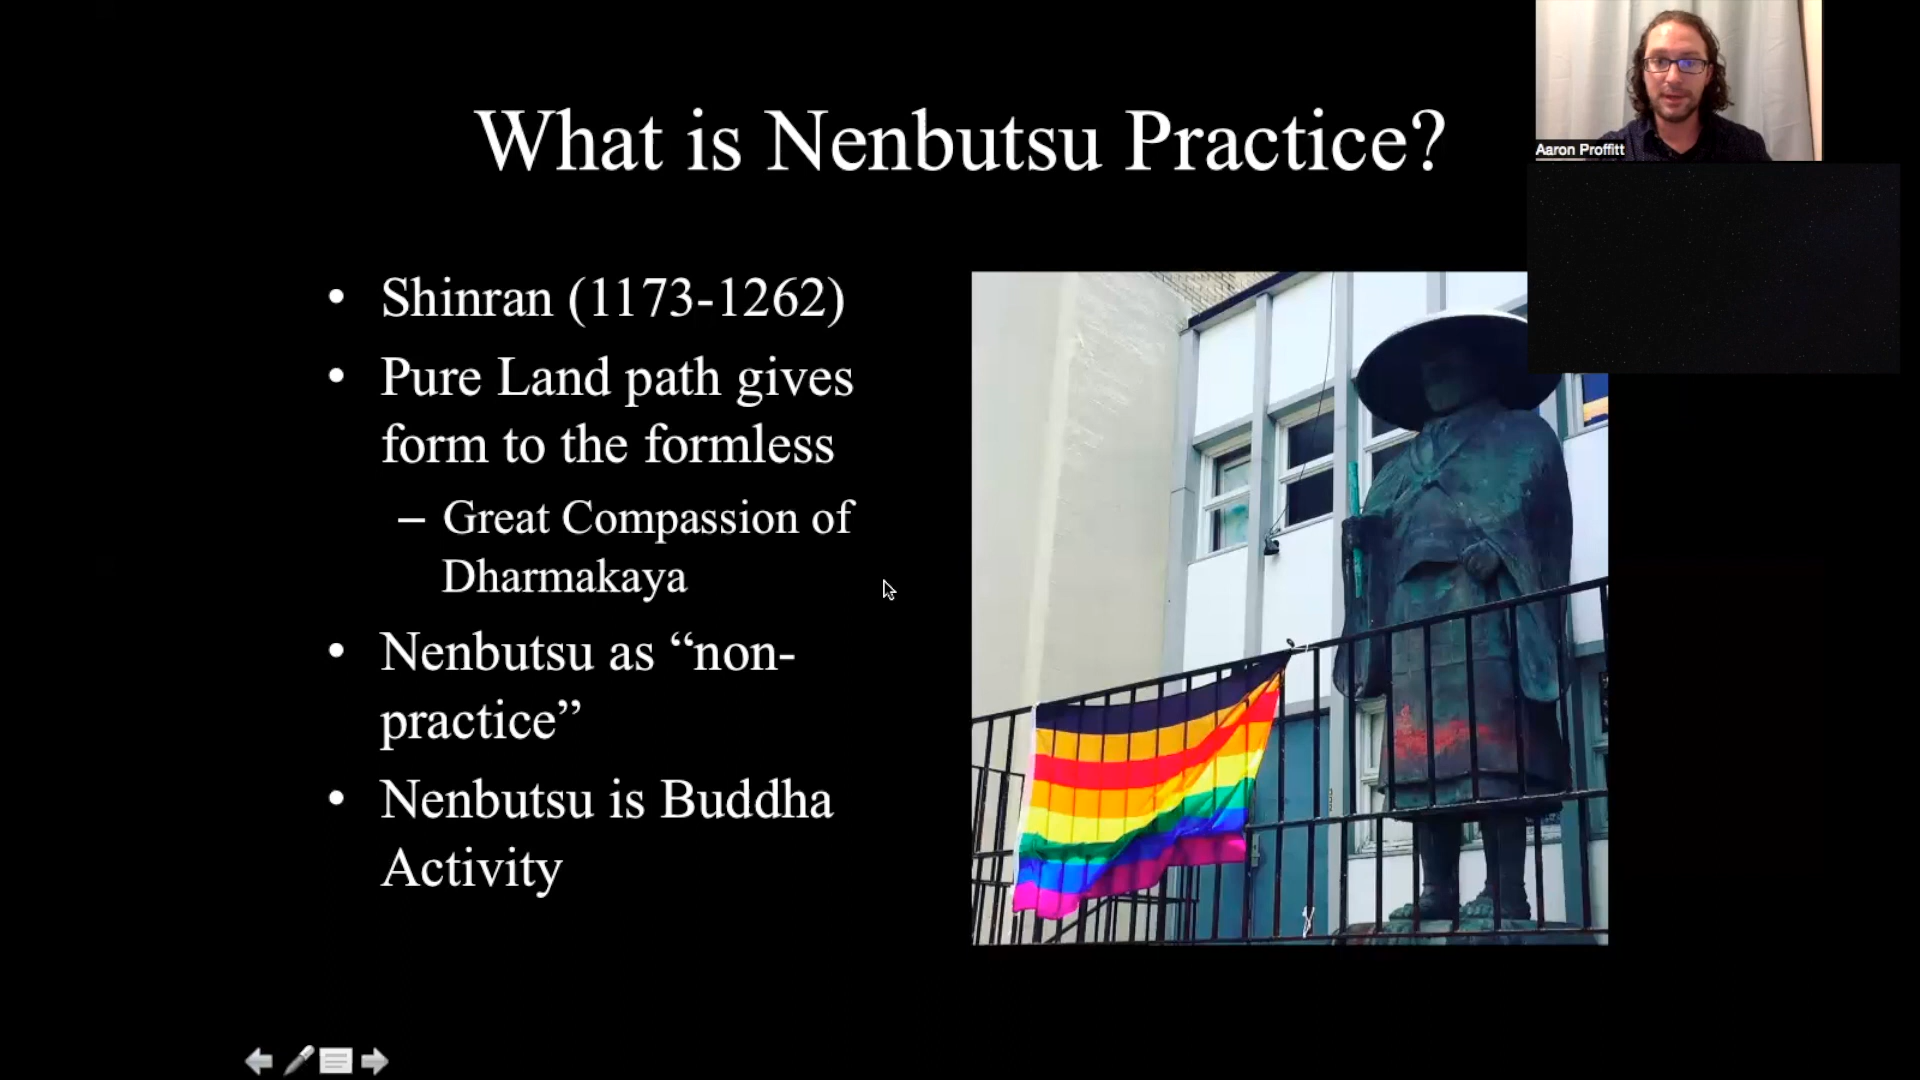 What is Nenbutsu Practice?
Aaron Proffitt
• Shinran (1173-1262)
• Pure Land path gives
form to the formless
– Great Compassion of
Dharmakaya
• Nenbutsu as “non-
practice”
• Nenbutsu is Buddha
Activity